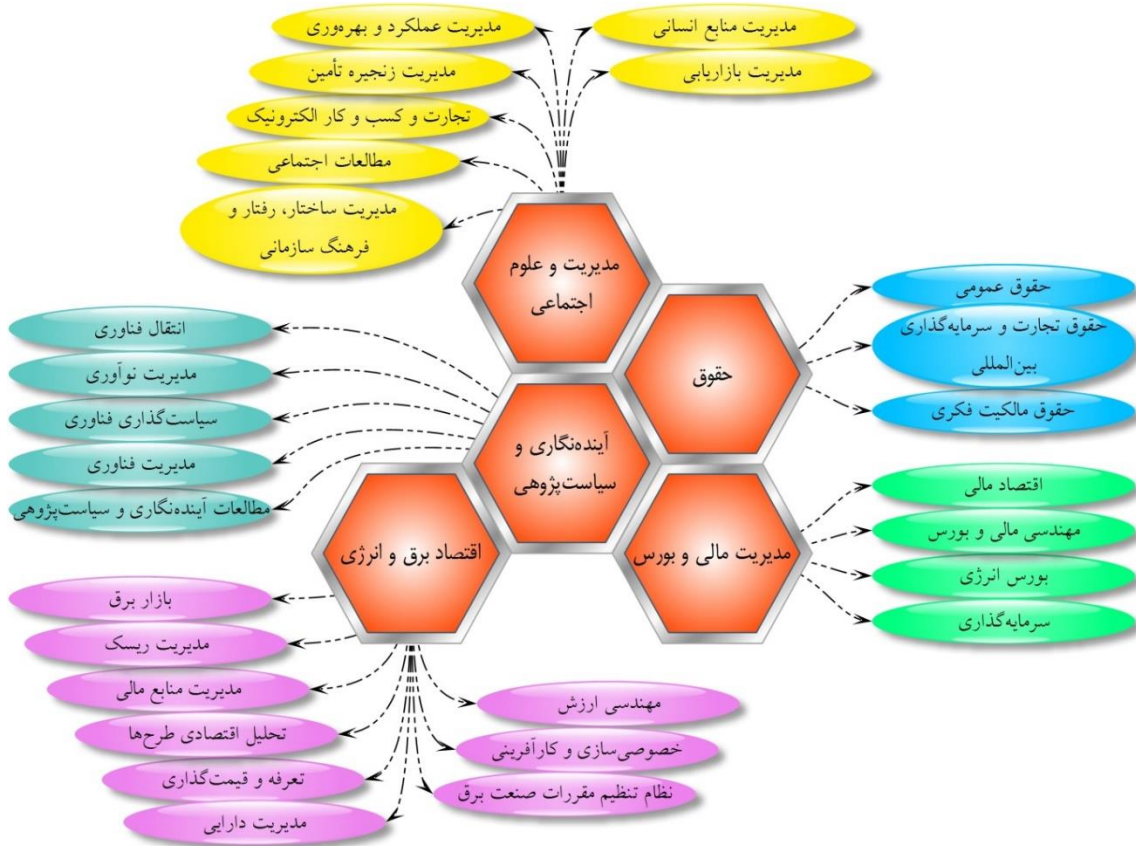 مدیریت منابع انسانی
مدیریت بازاریابی
مدیریت عملکرد و بهره‌وری
مدیریت زنجیره تأمین
تجارت و کسب و کار الکترونیک
مطالعات اجتماعی
مدیریت ساختار، رفتار و
فرهنگ سازمانی
مدیریت و علوم
اجتماعی
حقوق
حقوق عمومی
حقوق تجارت و سرمایه‌گذاری
بین‌المللی
حقوق مالکیت فکری
آینده‌نگاری و
سیاست‌پژوهی
انتقال فناوری
مدیریت نوآوری
سیاست‌گذاری فناوری
مدیریت فناوری
مطالعات آینده‌نگاری و سیاست‌پژوهی
مدیریت مالی و بورس
اقتصاد مالی
مهندسی مالی و بورس
بورس انرژی
سرمایه‌گذاری
اقتصاد برق و انرژی
بازار برق
مدیریت ریسک
مدیریت منابع مالی
تحلیل اقتصادی طرح‌ها
تعرفه و قیمت‌گذاری
مدیریت دارایی
مهندسی ارزش
خصوصی‌سازی و کارآفرینی
نظام تنظیم مقررات صنعت برق